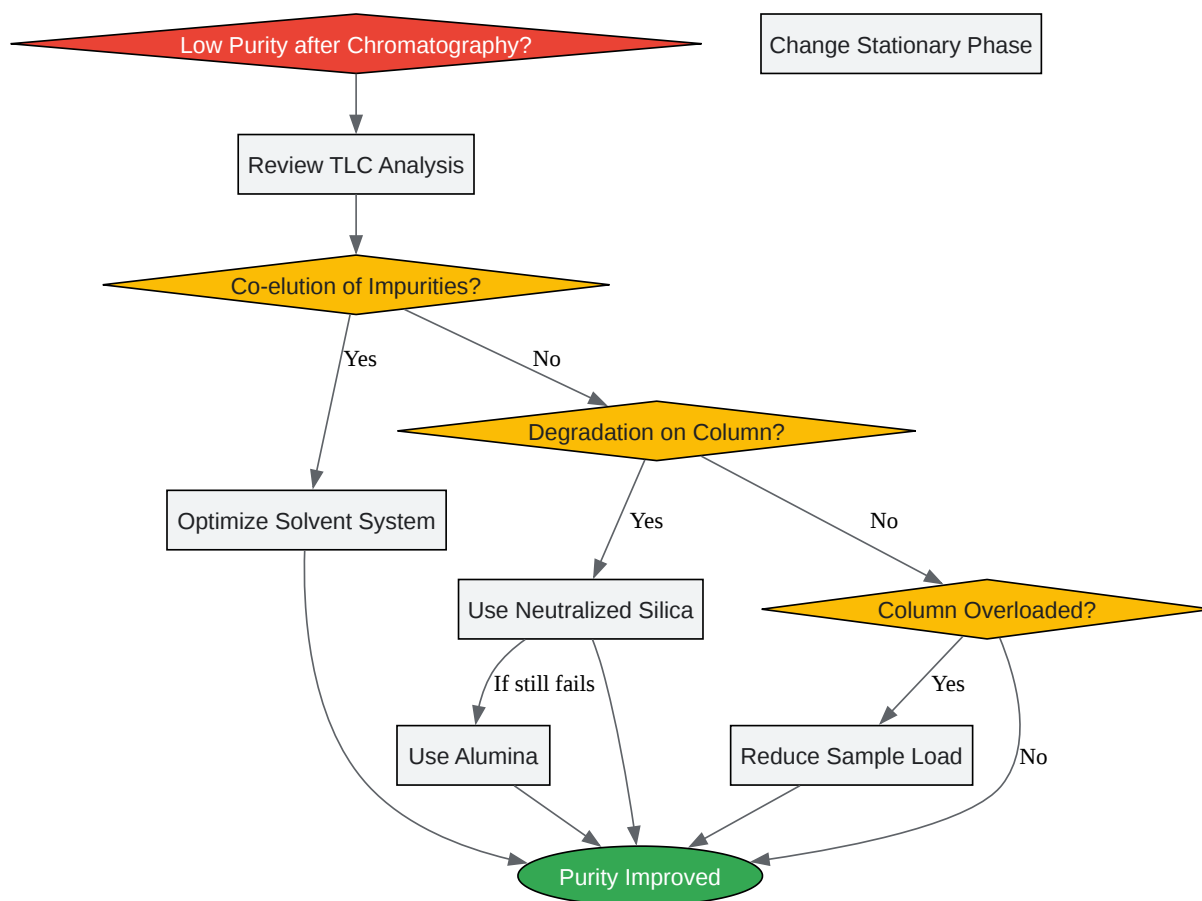 Low Purity after Chromatography?
Change Stationary Phase
Review TLC Analysis
Co-elution of Impurities?
Yes
No
Degradation on Column?
Optimize Solvent System
Yes
No
Use Neutralized Silica
Column Overloaded?
If still fails
Yes
Use Alumina
Reduce Sample Load
No
Purity Improved